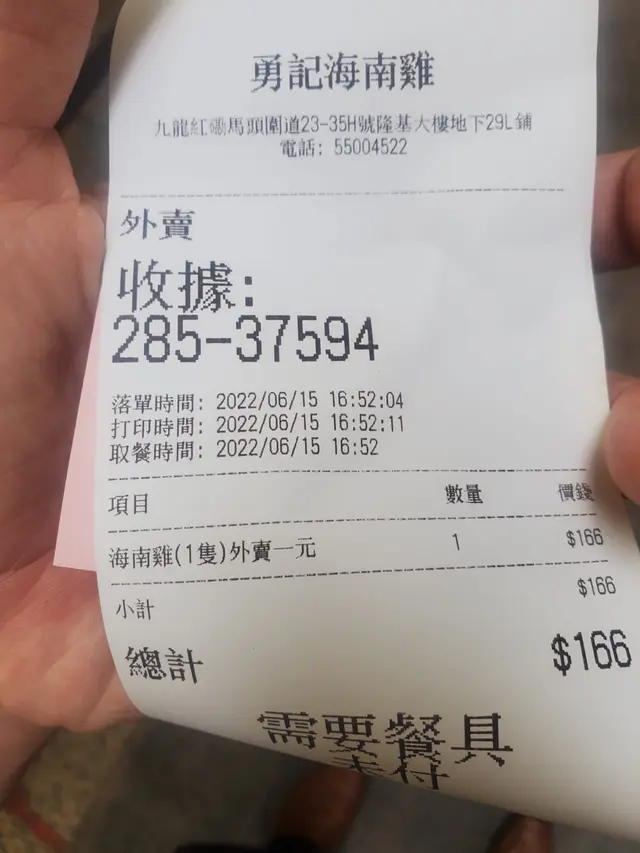 勇記海南雞
九龍紅磡馬頭圍道23-35H號隆基大樓地下29L鋪
電話: 55004522
外賣
收據:
285-37594
落單時間: 2022/06/15 16:52:04
打印時間: 2022/06/15 16:52:11
取餐時間: 2022/06/15 16:52
項目 數量 價錢
海南雞(1隻)外賣一元 1 $166
小計 $166
總計 $166
需要餐具
未付